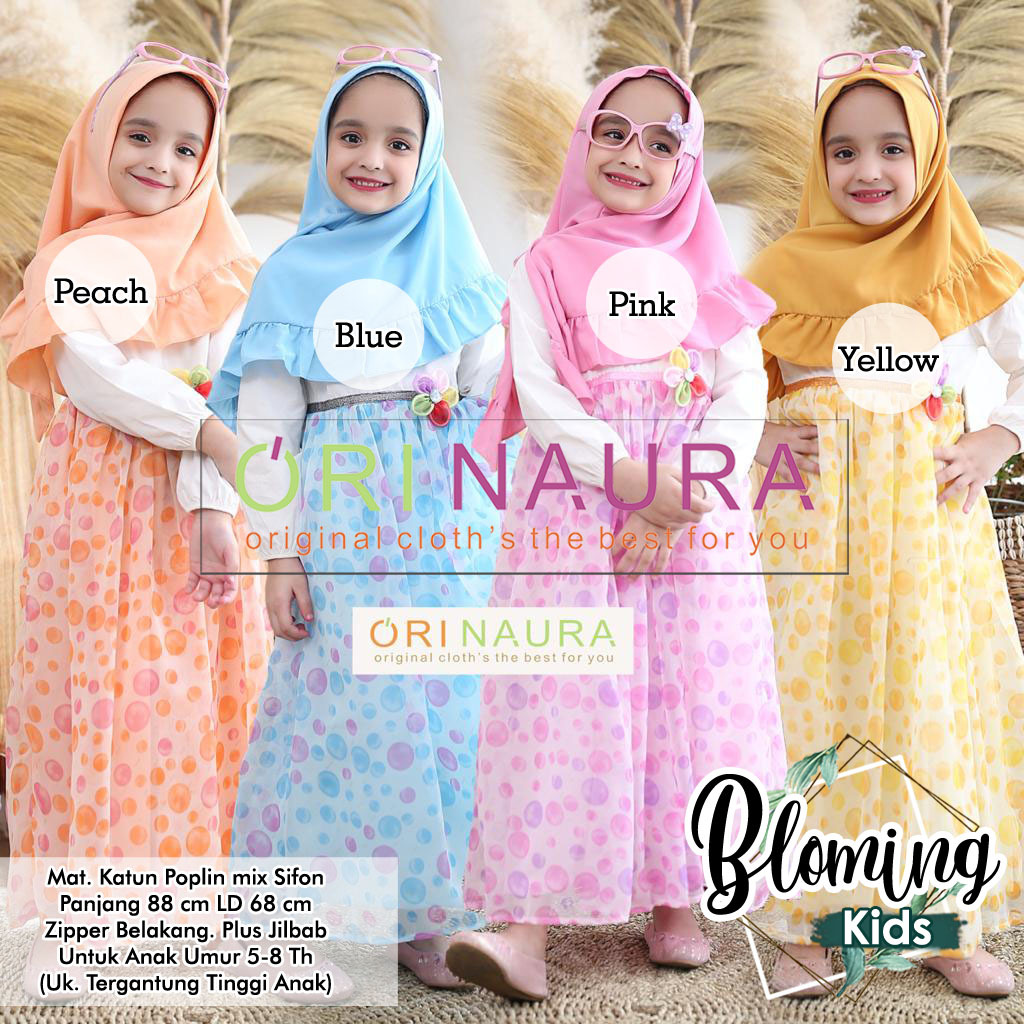 Peach
Blue
Pink
Yellow
ORI NAURA
original cloth's the best for you
ORI NAURA
original cloth's the best for you
Bloming
Kids
Mat. Katun Poplin mix Sifon
Panjang 88 cm LD 68 cm
Zipper Belakang. Plus Jilbab
Untuk Anak Umur 5-8 Th
(Uk. Tergantung Tinggi Anak)